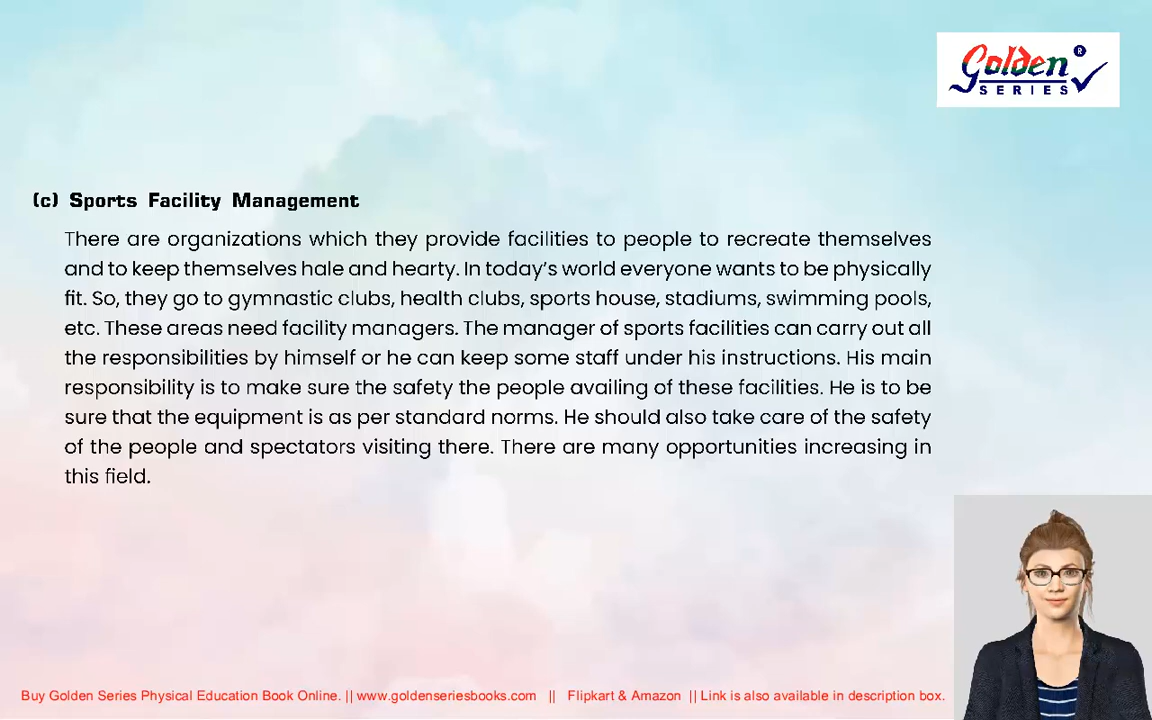 Golden®
SERIES
(c) Sports Facility Management
There are organizations which they provide facilities to people to recreate themselves
and to keep themselves hale and hearty. In today's world everyone wants to be physically
fit. So, they go to gymnastic clubs, health clubs, sports house, stadiums, swimming pools,
etc. These areas need facility managers. The manager of sports facilities can carry out all
the responsibilities by himself or he can keep some staff under his instructions. His main
responsibility is to make sure the safety the people availing of these facilities. He is to be
sure that the equipment is as per standard norms. He should also take care of the safety
of the people and spectators visiting there. There are many opportunities increasing in
this field.
Buy Golden Series Physical Education Book Online. || www.goldenseriesbooks.com || Flipkart & Amazon || Link is also available in description box.